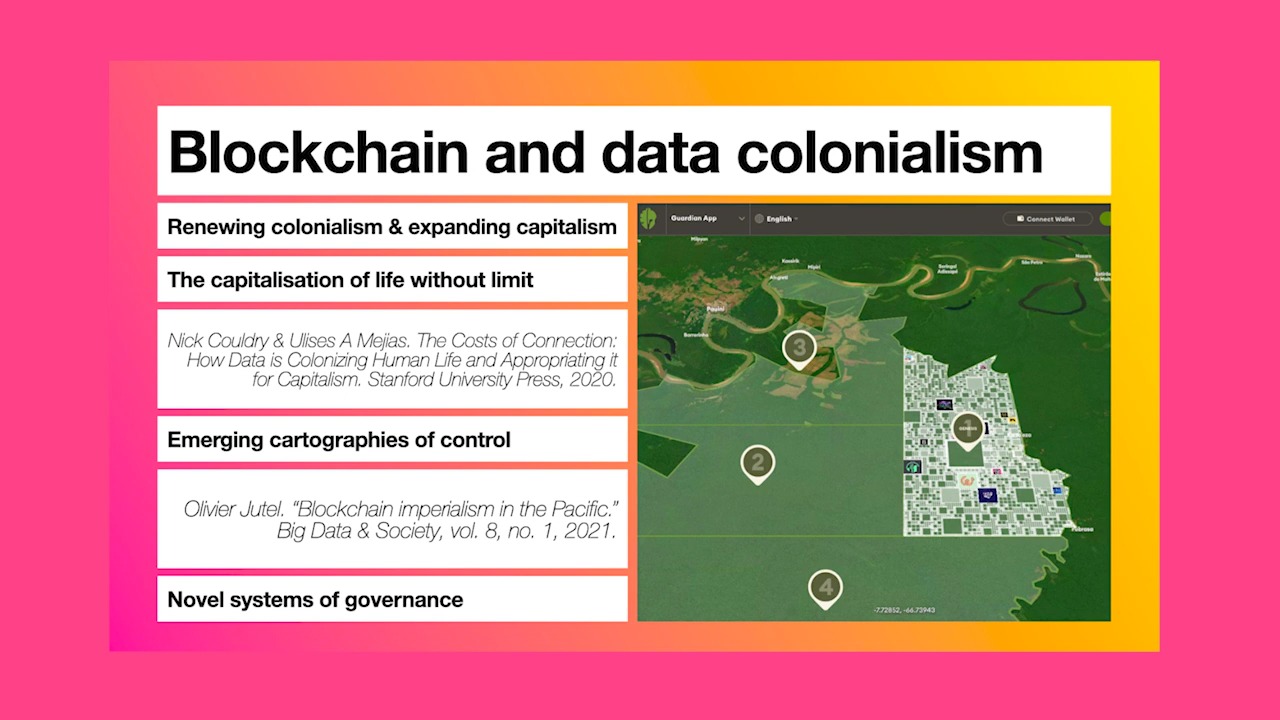 Blockchain and data colonialism
Renewing colonialism & expanding capitalism
The capitalisation of life without limit
Nick Couldry & Ulises A Mejias. The Costs of Connection:
How Data is Colonizing Human Life and Appropriating it
for Capitalism. Stanford University Press, 2020.
Emerging cartographies of control
Olivier Jutel. “Blockchain imperialism in the Pacific.”
Big Data & Society, vol. 8, no. 1, 2021.
Novel systems of governance
Guardian App
English
Connect Wallet
Pauini
3
1
2
4
-7.72852, -66.73943